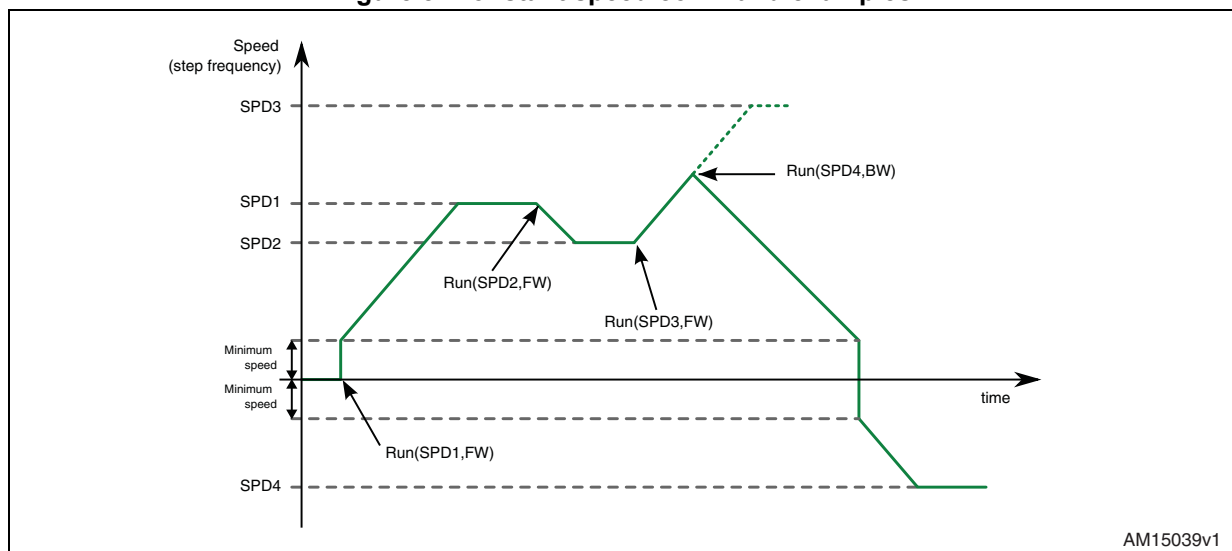 Speed
(step frequency)
SPD3
Run(SPD4,BW)
SPD1
SPD2
Run(SPD2,FW)
Run(SPD3,FW)
Minimum
speed
Minimum
speed
time
Run(SPD1,FW)
SPD4
AM15039v1